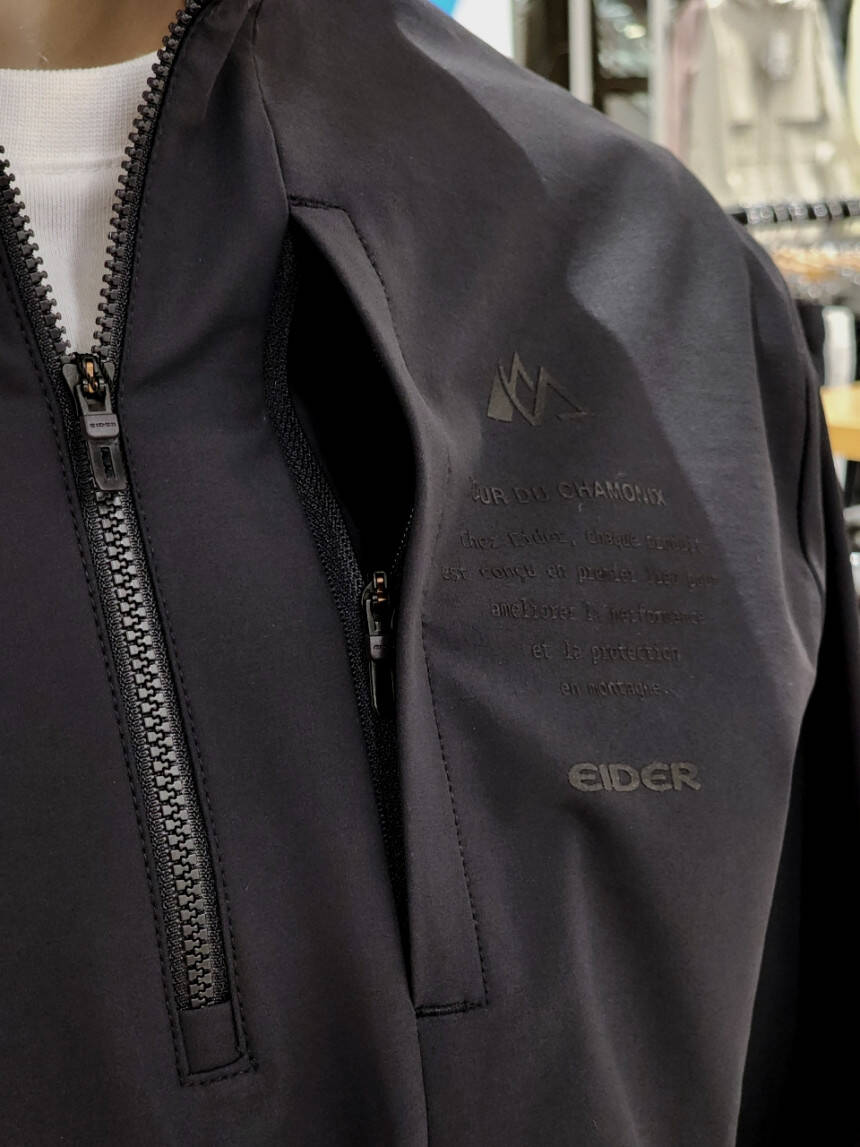 EIDER
DU CHAMONIX
Chez Eider, chaque produit
est conçu en premier lieu pour
améliorer la performance
et la protection
en montagne.
EIDER